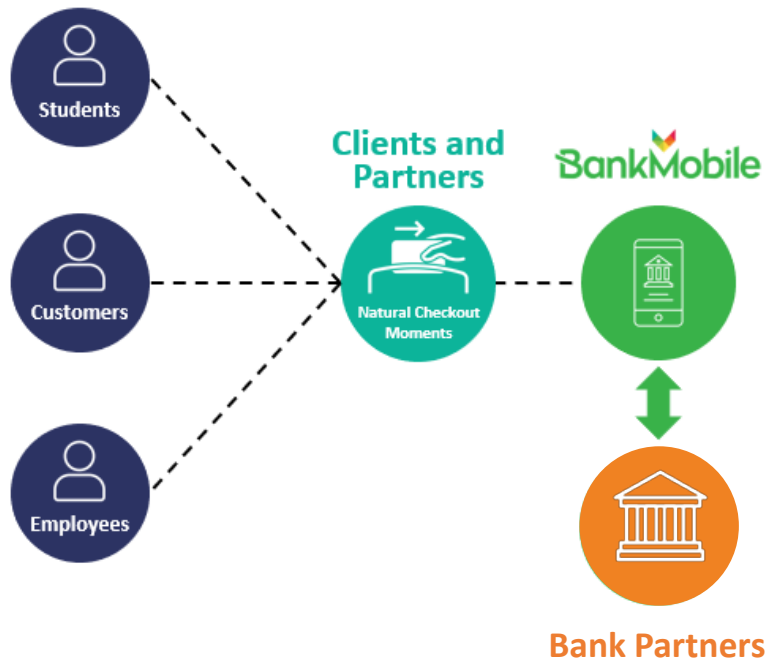 Students
Clients and
Partners
BankMobile
Customers
Natural Checkout
Moments
Employees
Bank Partners